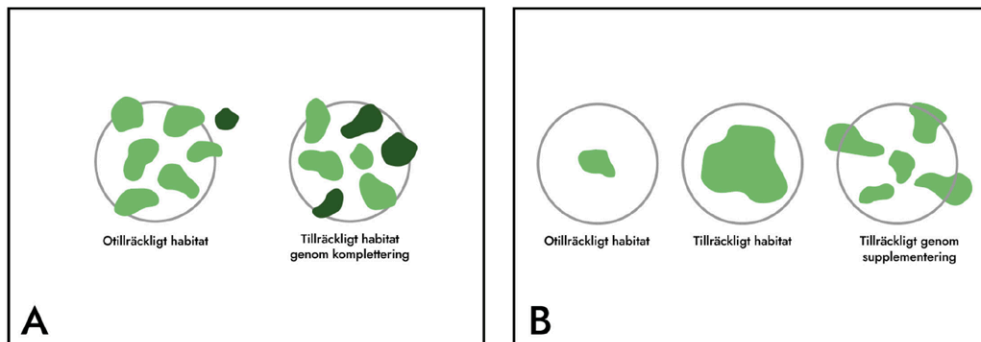 Otillräckligt habitat
Tillräckligt habitat
genom komplettering
A
Otillräckligt habitat
Tillräckligt habitat
Tillräckligt genom
supplementering
B